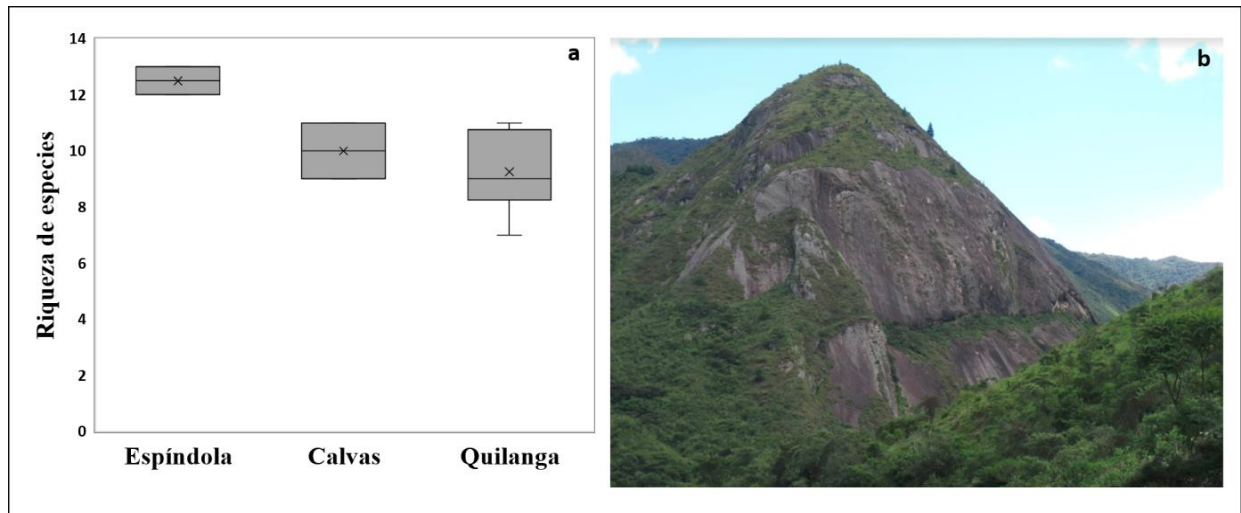 a
14
12
10
8
6
4
2
0
Riqueza de especies
Espíndola
Calvas
Quilanga
b